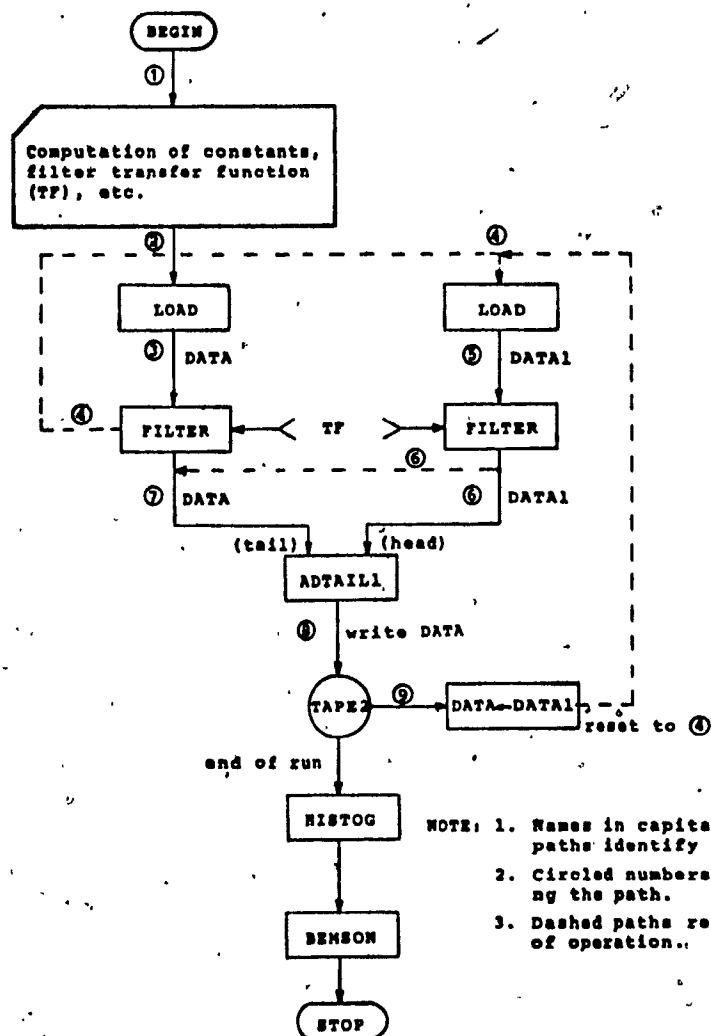 BEGIN
①
Computation of constants,
filter transfer function
(TF), etc.
②
④
LOAD
LOAD
③ DATA
⑤ DATA1
④
FILTER
TF
FILTER
⑥
⑦ DATA
⑥ DATA1
(tail)
(head)
ADTAIL1
⑧ write DATA
TAPE2
⑨
DATA←DATA1
reset to ④
end of run
HISTOG
NOTE: 1. Names in capita
paths identify
2. Circled numbers
ng the path.
3. Dashed paths re
of operation.
BEMSON
STOP